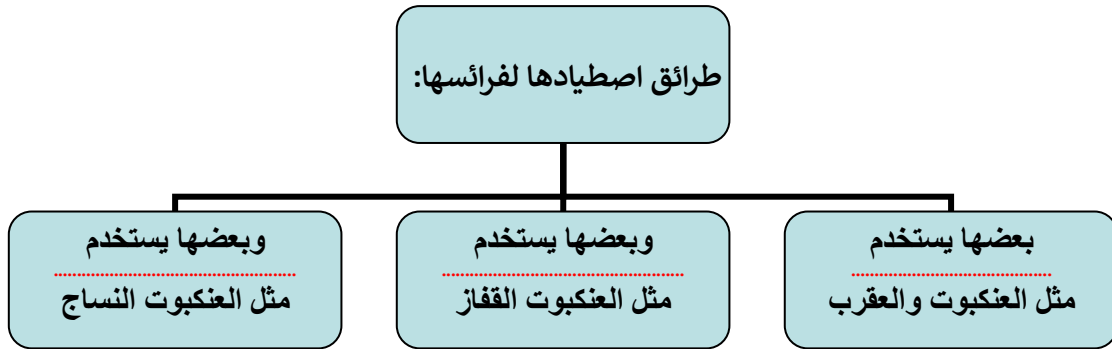 طرائق اصطيادها لفرائسها:
بعضها يستخدم
........................................
مثل العنكبوت والعقرب
وبعضها يستخدم
........................................
مثل العنكبوت القفاز
وبعضها يستخدم
........................................
مثل العنكبوت النساج